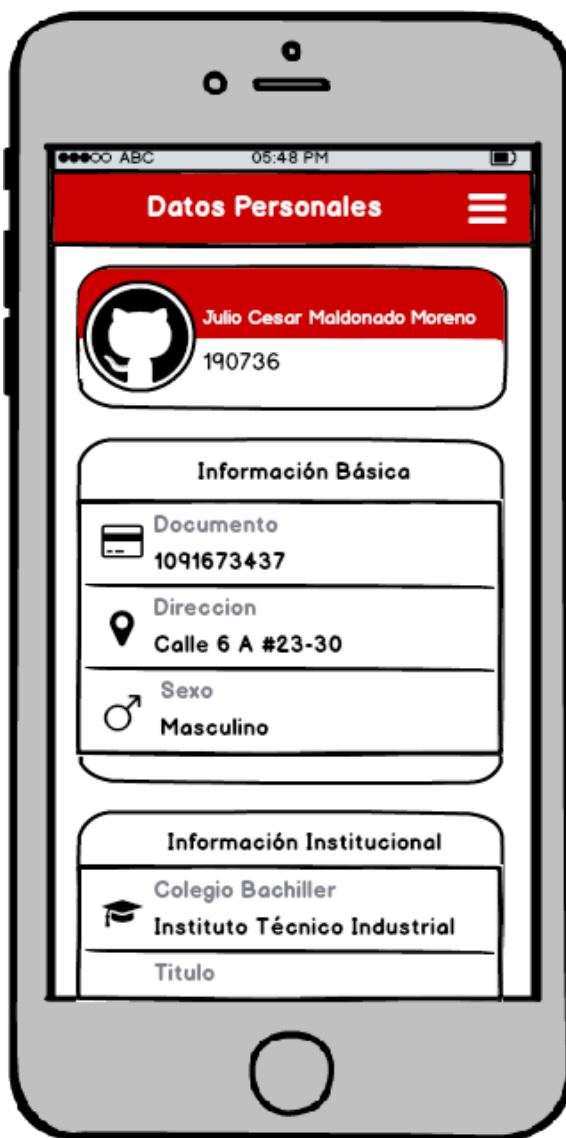 ABC 05:48 PM
Datos Personales
Julio Cesar Maldonado Moreno
190736
Información Básica
Documento
1091673437
Direccion
Calle 6 A #23-30
Sexo
Masculino
Información Institucional
Colegio Bachiller
Instituto Técnico Industrial
Titulo